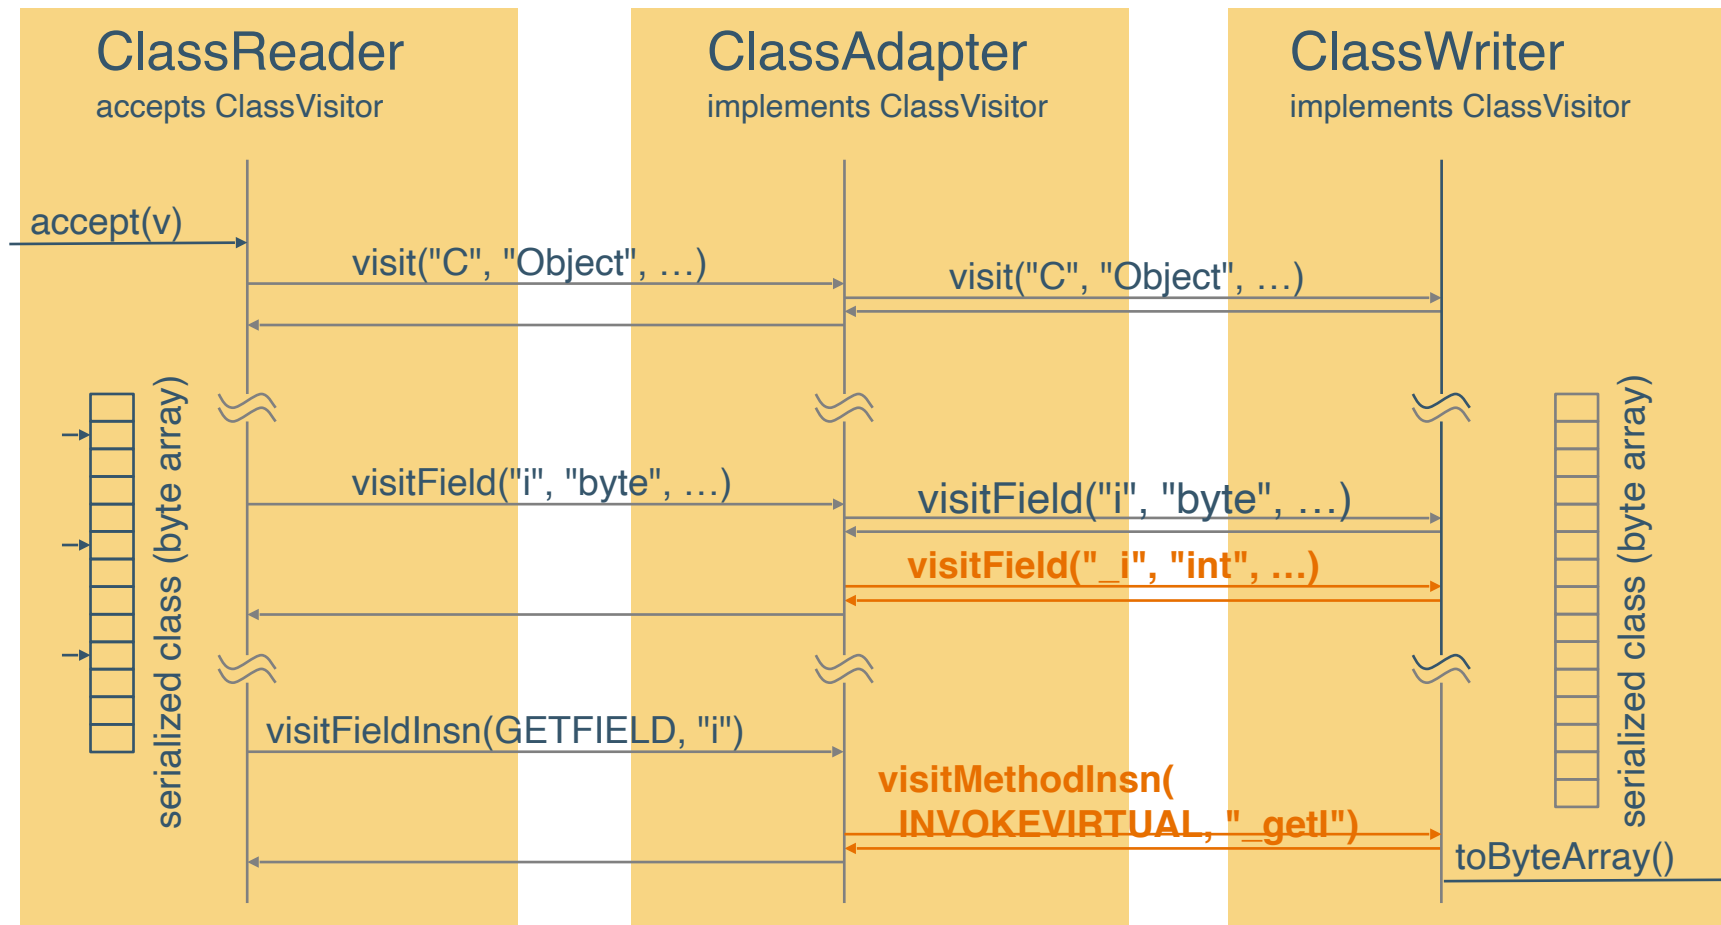 ClassReader
accepts ClassVisitor
ClassAdapter
implements ClassVisitor
ClassWriter
implements ClassVisitor
accept(v)
visit("C", "Object", …)
visit("C", "Object", …)
serialized class (byte array)
visitField("i", "byte", …)
visitField("i", "byte", …)
visitField("_i", "int", …)
serialized class (byte array)
visitFieldInsn(GETFIELD, "i")
visitMethodInsn(
INVOKEVIRTUAL, "_getI")
toByteArray()